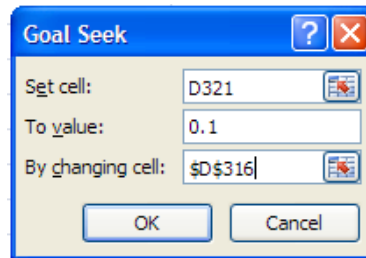 Goal Seek
Set cell: D321
To value: 0.1
By changing cell: $D$316
OK Cancel